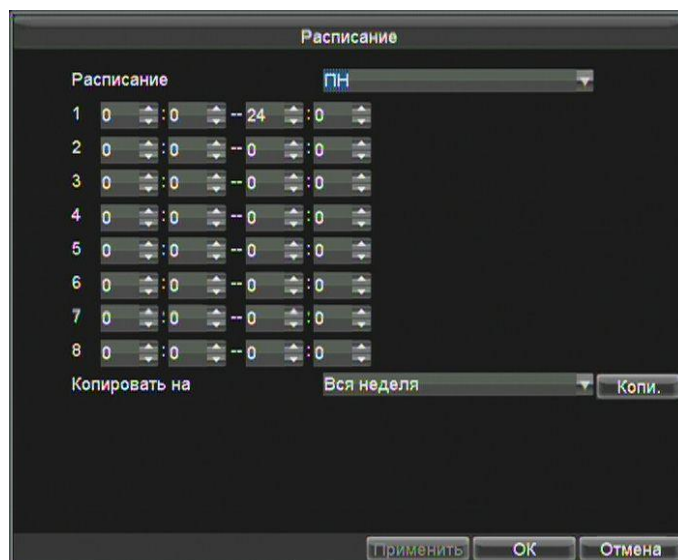 Расписание
Расписание ПН
1 0 : 0 -- 24 : 0
2 0 : 0 -- 0 : 0
3 0 : 0 -- 0 : 0
4 0 : 0 -- 0 : 0
5 0 : 0 -- 0 : 0
6 0 : 0 -- 0 : 0
7 0 : 0 -- 0 : 0
8 0 : 0 -- 0 : 0
Копировать на Вся неделя Копи.
Применить ОК Отмена